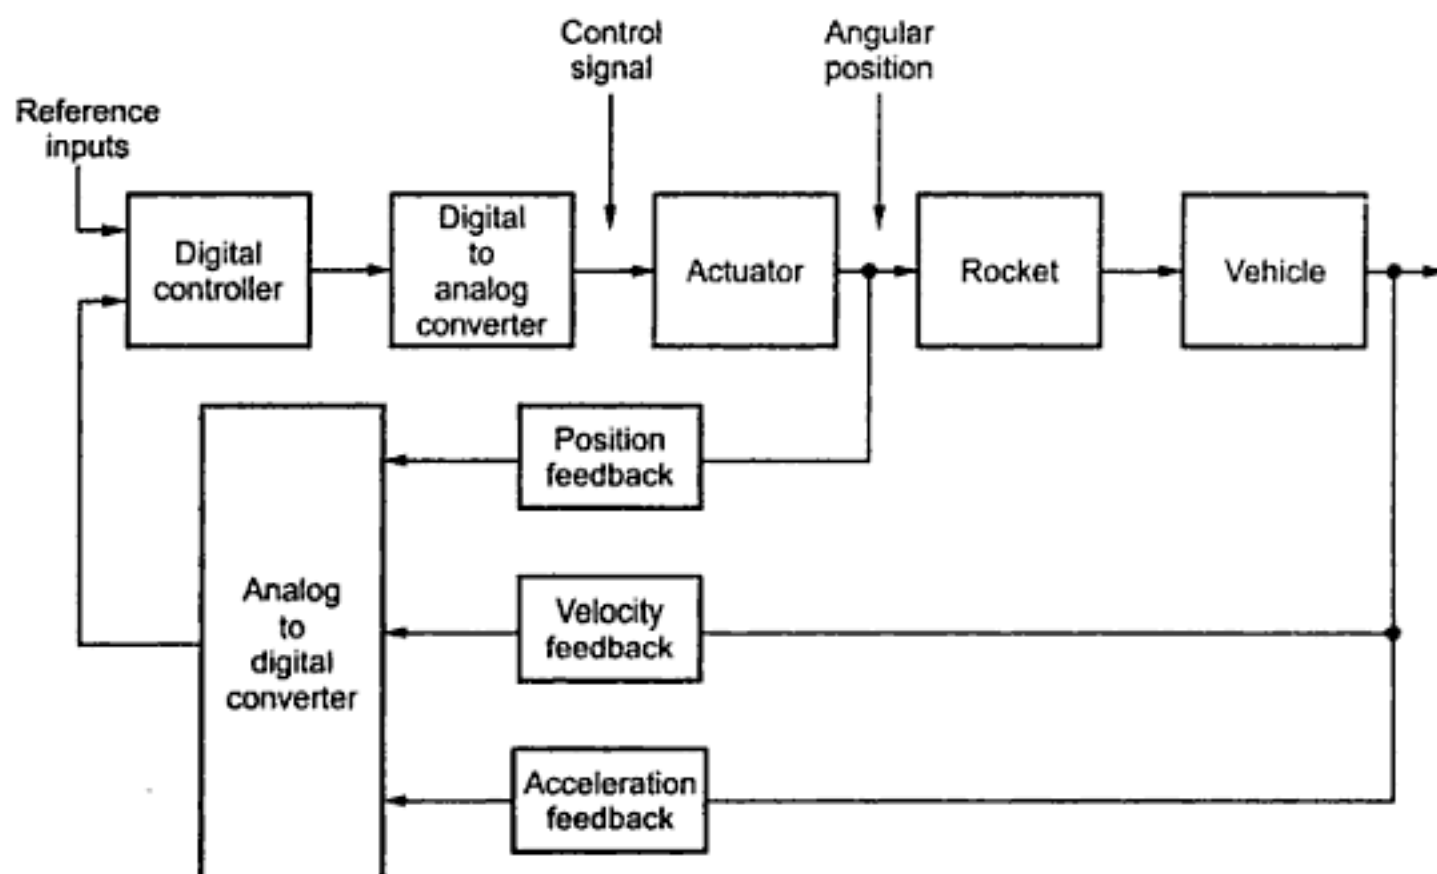 Control
signal
Angular
position
Reference
inputs
Digital
controller
Digital
to
analog
converter
Actuator
Rocket
Vehicle
Position
feedback
Velocity
feedback
Analog
to
digital
converter
Acceleration
feedback